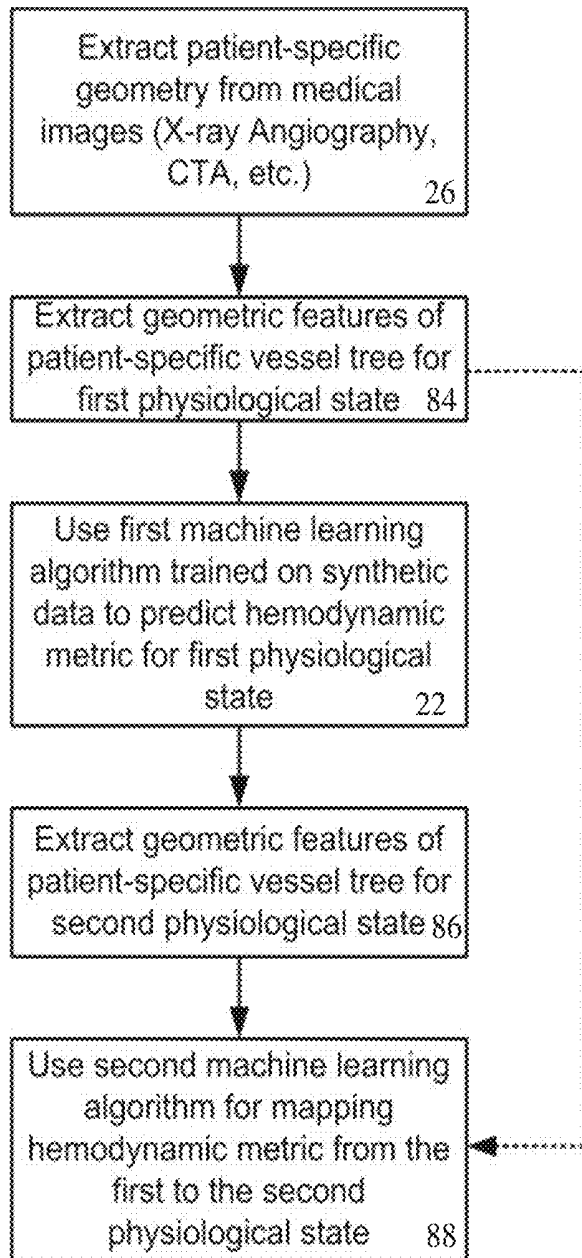 Extract patient-specific
geometry from medical
images (X-ray Angiography,
CTA, etc.)
26
Extract geometric features of
patient-specific vessel tree for
first physiological state 84
Use first machine learning
algorithm trained on synthetic
data to predict hemodynamic
metric for first physiological
state
22
Extract geometric features of
patient-specific vessel tree for
second physiological state 86
Use second machine learning
algorithm for mapping
hemodynamic metric from the
first to the second
physiological state 88